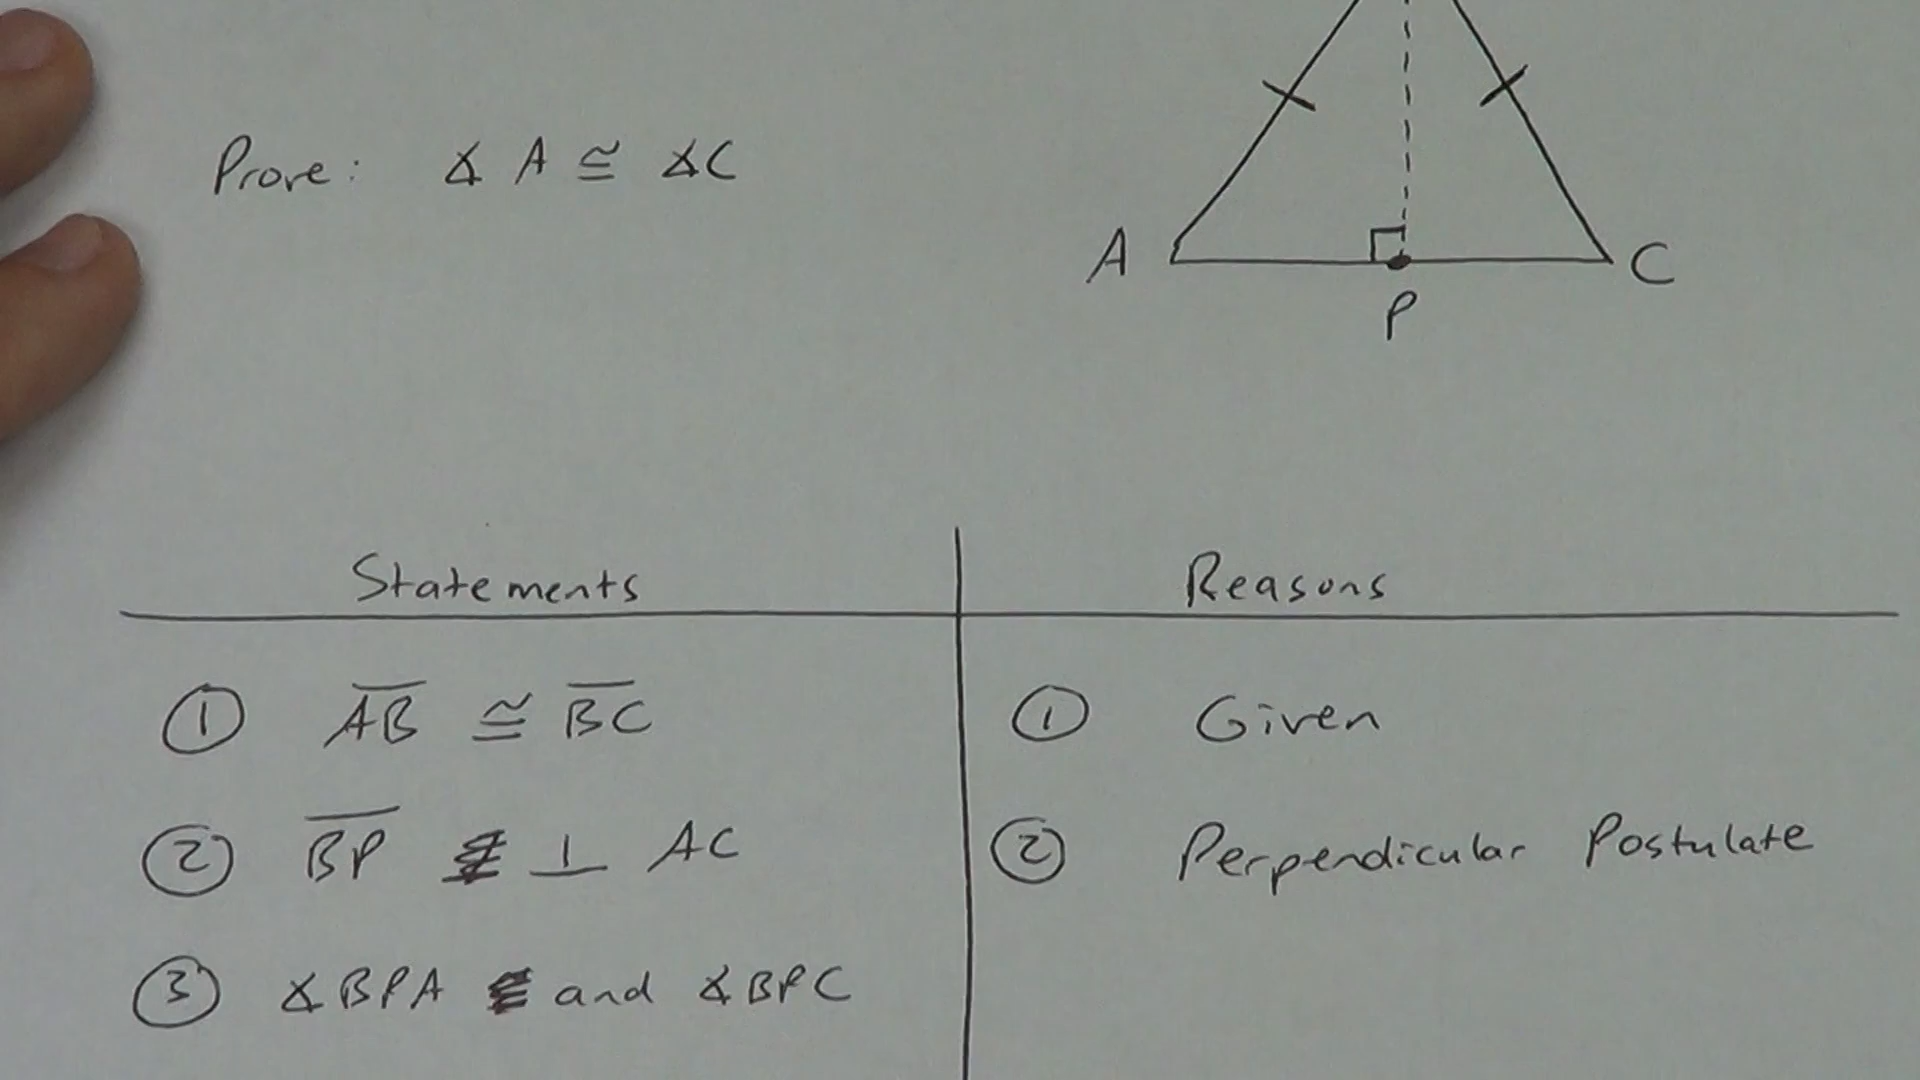 Prove: ∡ A ≅ ∡C
A
C
P
Statements
Reasons
① AB ≅ BC
① Given
② BP ⊥ AC
② Perpendicular Postulate
③ ∡BPA and ∡BPC